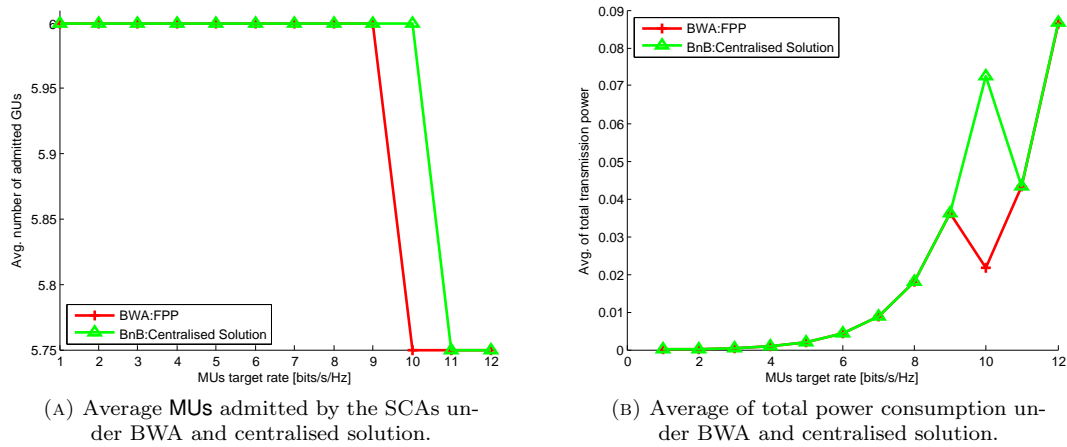 6
5.95
5.9
5.85
5.8
5.75
Avg. number of admitted GUs
BWA:FPP
BnB:Centralised Solution
1 2 3 4 5 6 7 8 9 10 11 12
MUs target rate [bits/s/Hz]
(A) Average MUs admitted by the SCAs un-
der BWA and centralised solution.
0.09
0.08
0.07
0.06
0.05
0.04
0.03
0.02
0.01
0
Avg. of total transmission power
BWA:FPP
BnB:Centralised Solution
0 2 4 6 8 10 12
MUs target rate [bits/s/Hz]
(B) Average of total power consumption un-
der BWA and centralised solution.